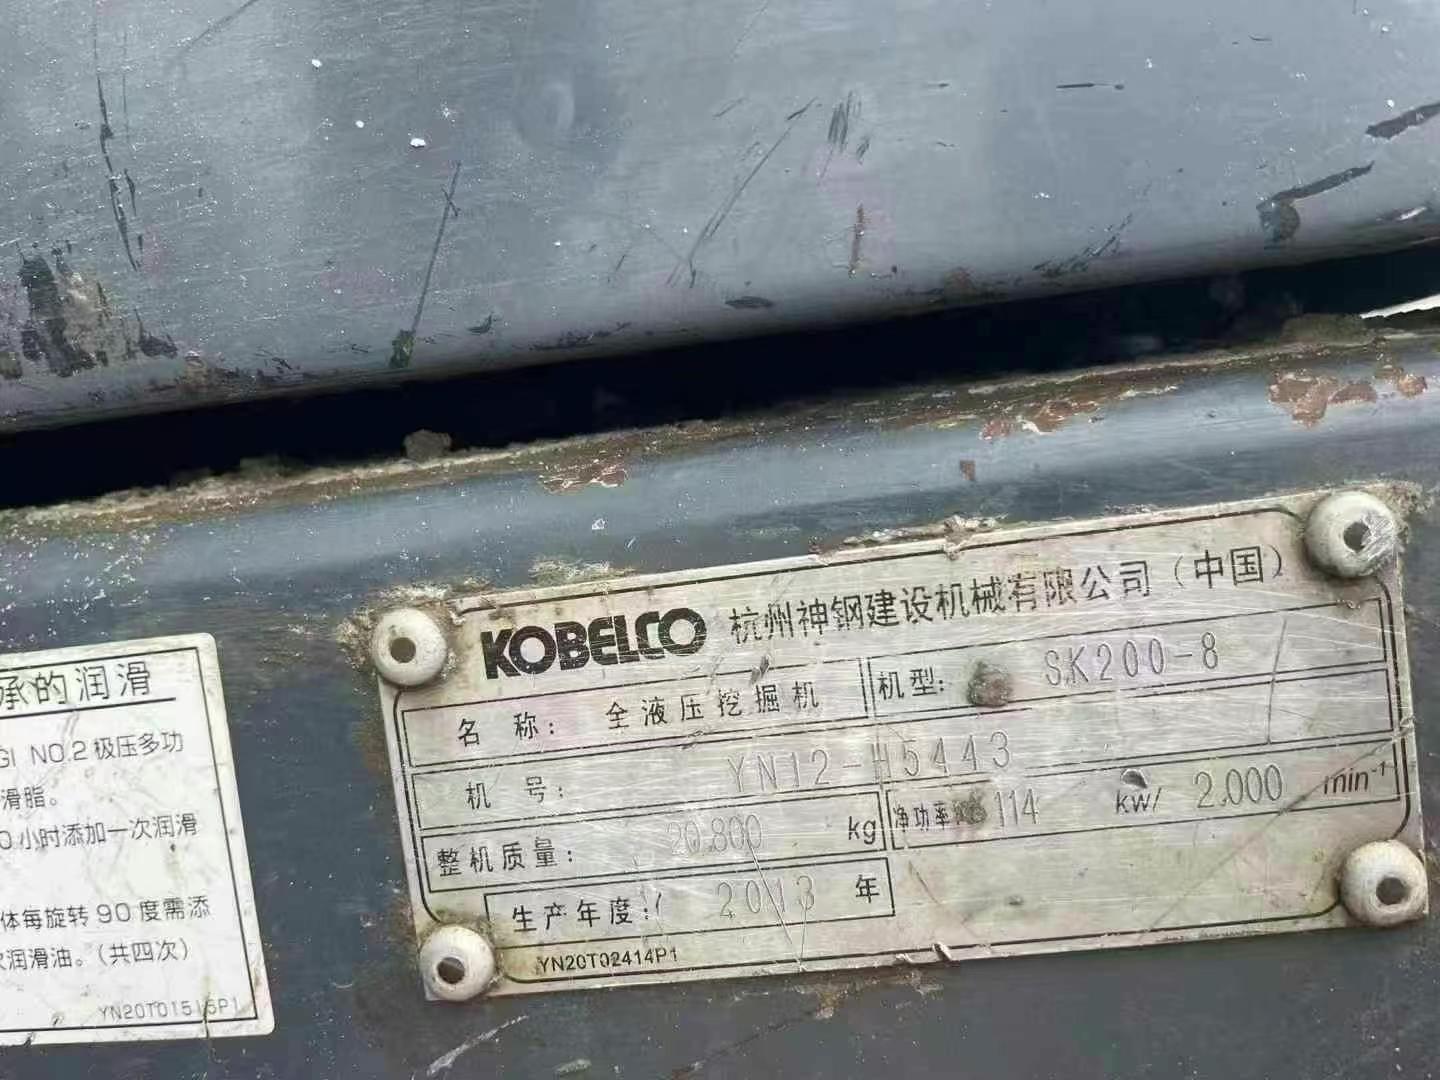 承的润滑
GI NO.2 极压多功
滑脂。
0小时添加一次润滑
体每旋转90度需添
次润滑油。(共四次)
YN20T01515P1
KOBELCO 杭州神钢建设机械有限公司(中国)
名 称: 全液压挖掘机 机型: SK200-8
机 号: YN12-H5443
整机质量: 20,800 kg 净功率 114 kw/ 2,000 min⁻¹
生产年度: 2013 年
YN20T02414P1